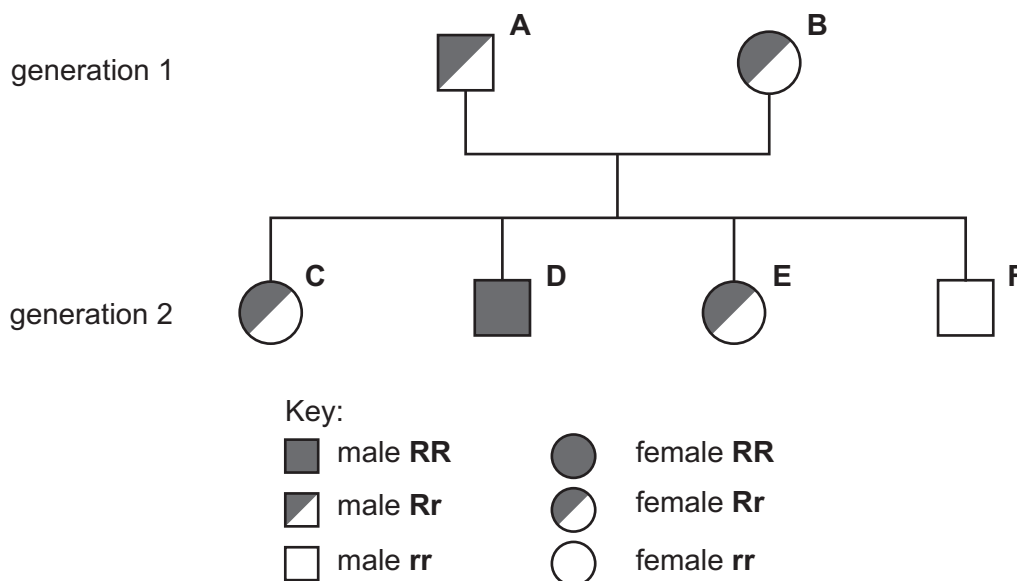 A B
generation 1
C D E F
generation 2
Key:
male RR female RR
male Rr female Rr
male rr female rr